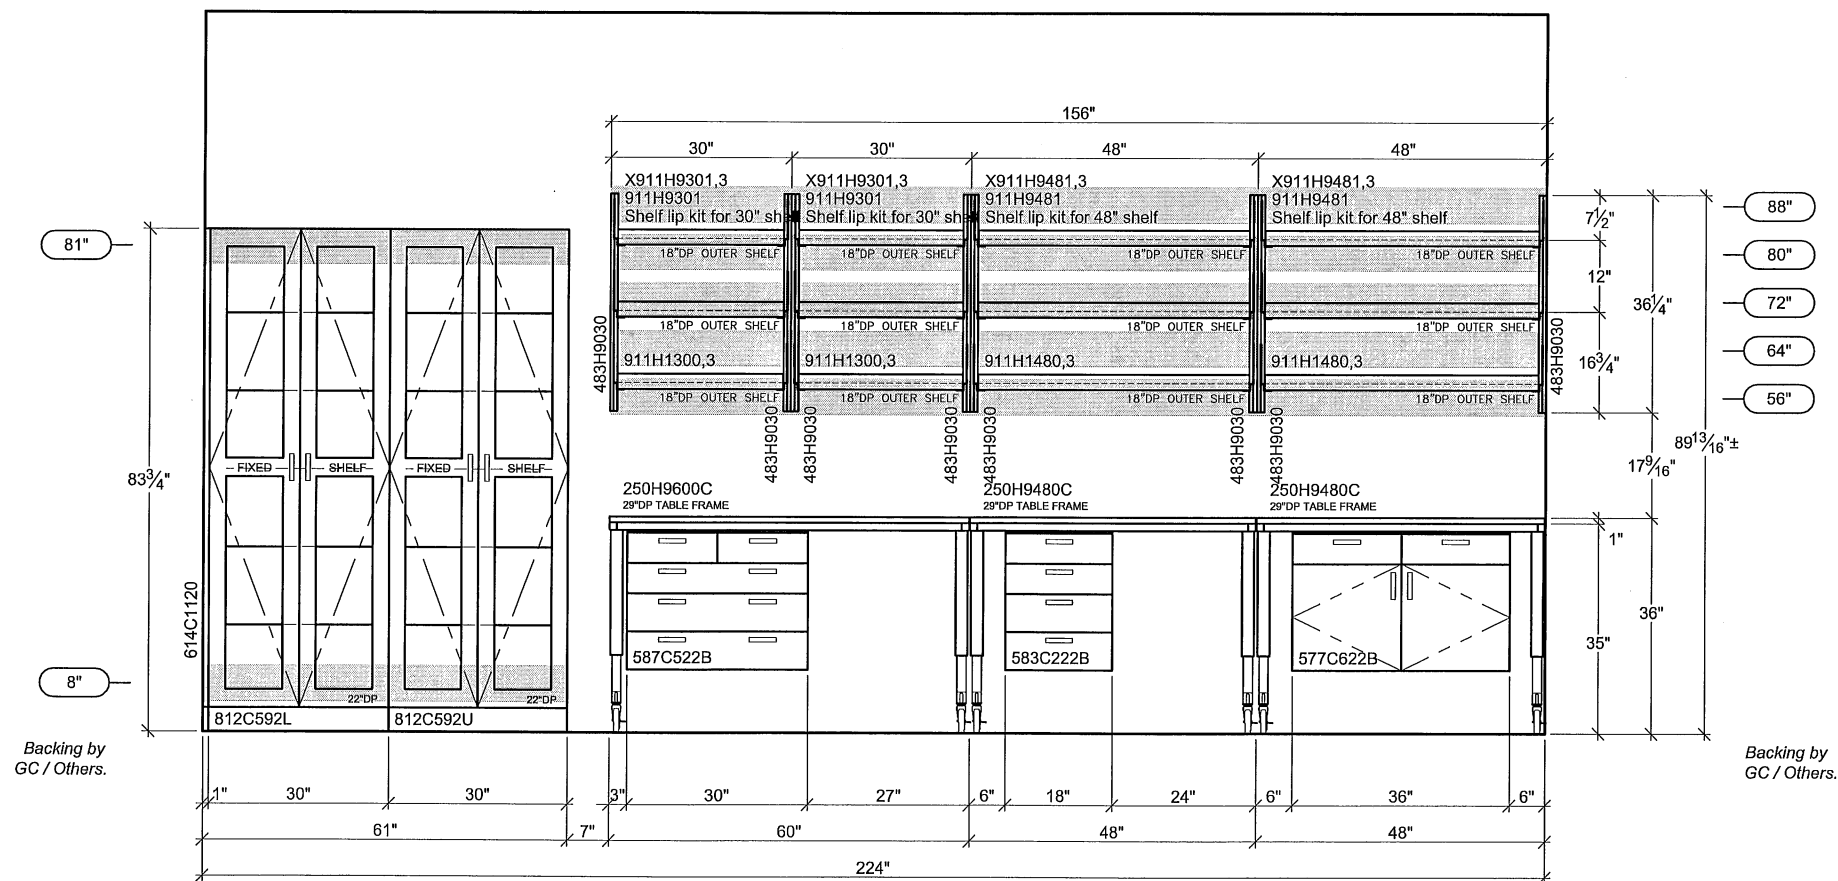 156"
30" 30" 48" 48"
X911H9301,3 X911H9301,3 X911H9481,3 X911H9481,3
911H9301 911H9301 911H9481 911H9481
Shelf lip kit for 30" she Shelf lip kit for 30" she Shelf lip kit for 48" shelf Shelf lip kit for 48" shelf
7½" 88"
81"
18"DP OUTER SHELF 18"DP OUTER SHELF 18"DP OUTER SHELF 18"DP OUTER SHELF
80"
12"
36¼" 72"
18"DP OUTER SHELF 18"DP OUTER SHELF 18"DP OUTER SHELF 18"DP OUTER SHELF
483H9030 483H9030
911H1300,3 911H1300,3 911H1480,3 911H1480,3
16¾" 64"
18"DP OUTER SHELF 18"DP OUTER SHELF 18"DP OUTER SHELF 18"DP OUTER SHELF
56"
483H9030 483H9030 483H9030 483H9030 483H9030 483H9030
89 13/16"±
17 9/16"
FIXED SHELF FIXED SHELF
83¾"
250H9600C 250H9480C 250H9480C
29"DP TABLE FRAME 29"DP TABLE FRAME 29"DP TABLE FRAME
1"
614C1120
36"
35"
587C522B 583C222B 577C622B
8"
22"DP 22"DP
812C592L 812C592U
Backing by
GC / Others.
Backing by
GC / Others.
1" 30" 30" 3" 30" 27" 6" 18" 24" 6" 36" 6"
61" 7" 60" 48" 48"
224"